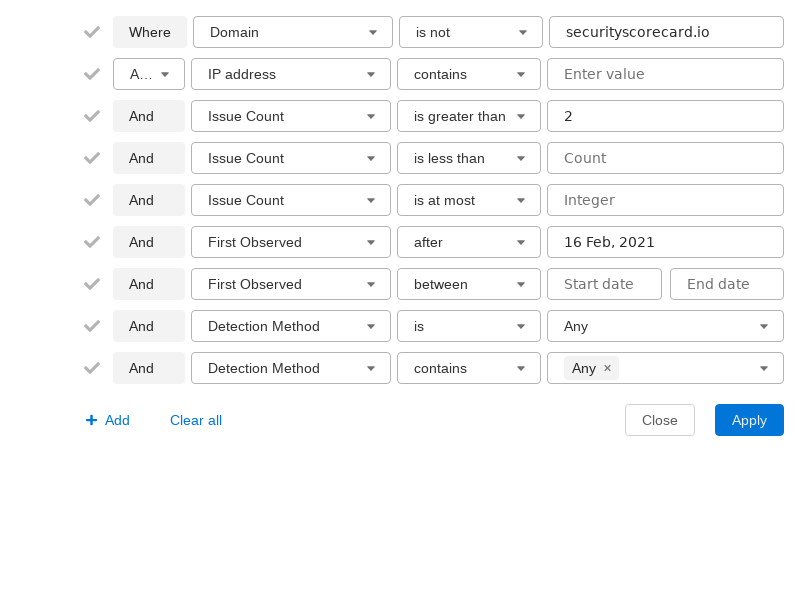 Where Domain is not securityscorecard.io
A... IP address contains Enter value
And Issue Count is greater than 2
And Issue Count is less than Count
And Issue Count is at most Integer
And First Observed after 16 Feb, 2021
And First Observed between Start date End date
And Detection Method is Any
And Detection Method contains Any ×
+ Add Clear all Close Apply